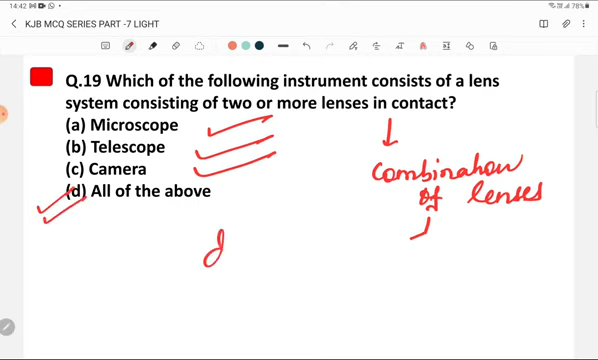 14:42
78%
KJB MCQ SERIES PART -7 LIGHT
Q.19 Which of the following instrument consists of a lens
system consisting of two or more lenses in contact?
(a) Microscope
(b) Telescope
(c) Camera
(d) All of the above
combination
of lenses
d